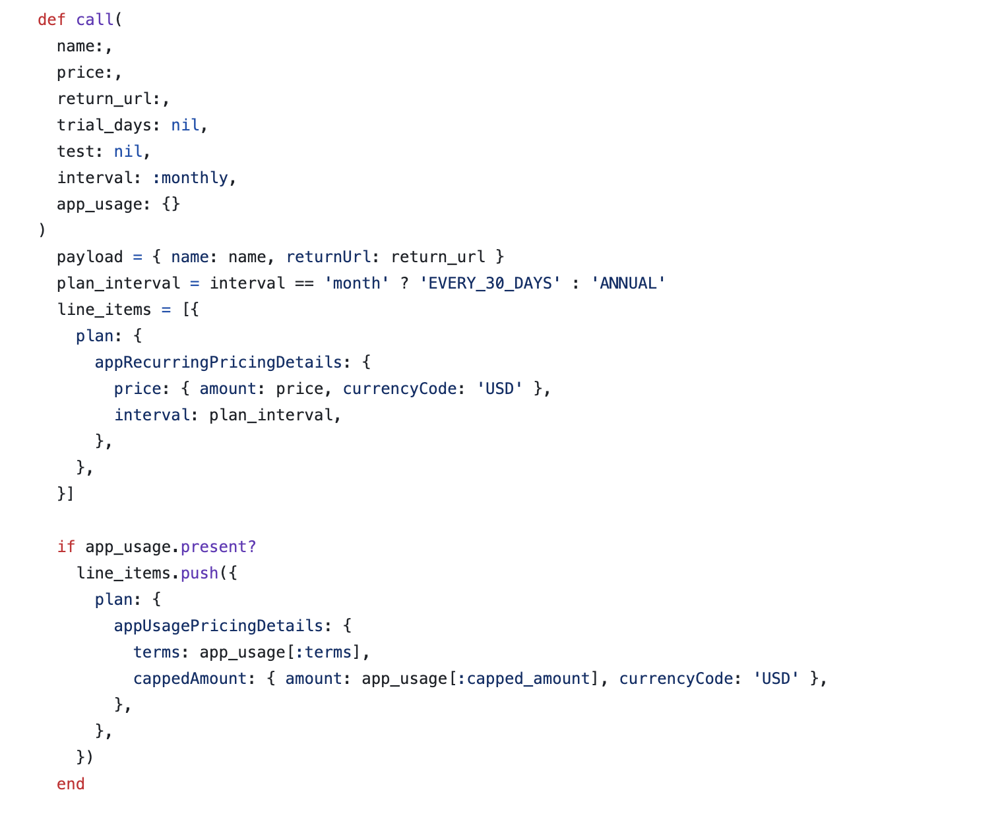 def call(
  name:,
  price:,
  return_url:,
  trial_days: nil,
  test: nil,
  interval: :monthly,
  app_usage: {}
)
  payload = { name: name, returnUrl: return_url }
  plan_interval = interval == 'month' ? 'EVERY_30_DAYS' : 'ANNUAL'
  line_items = [{
    plan: {
      appRecurringPricingDetails: {
        price: { amount: price, currencyCode: 'USD' },
        interval: plan_interval,
      },
    },
  }]

  if app_usage.present?
    line_items.push({
      plan: {
        appUsagePricingDetails: {
          terms: app_usage[:terms],
          cappedAmount: { amount: app_usage[:capped_amount], currencyCode: 'USD' },
        },
      },
    })
  end